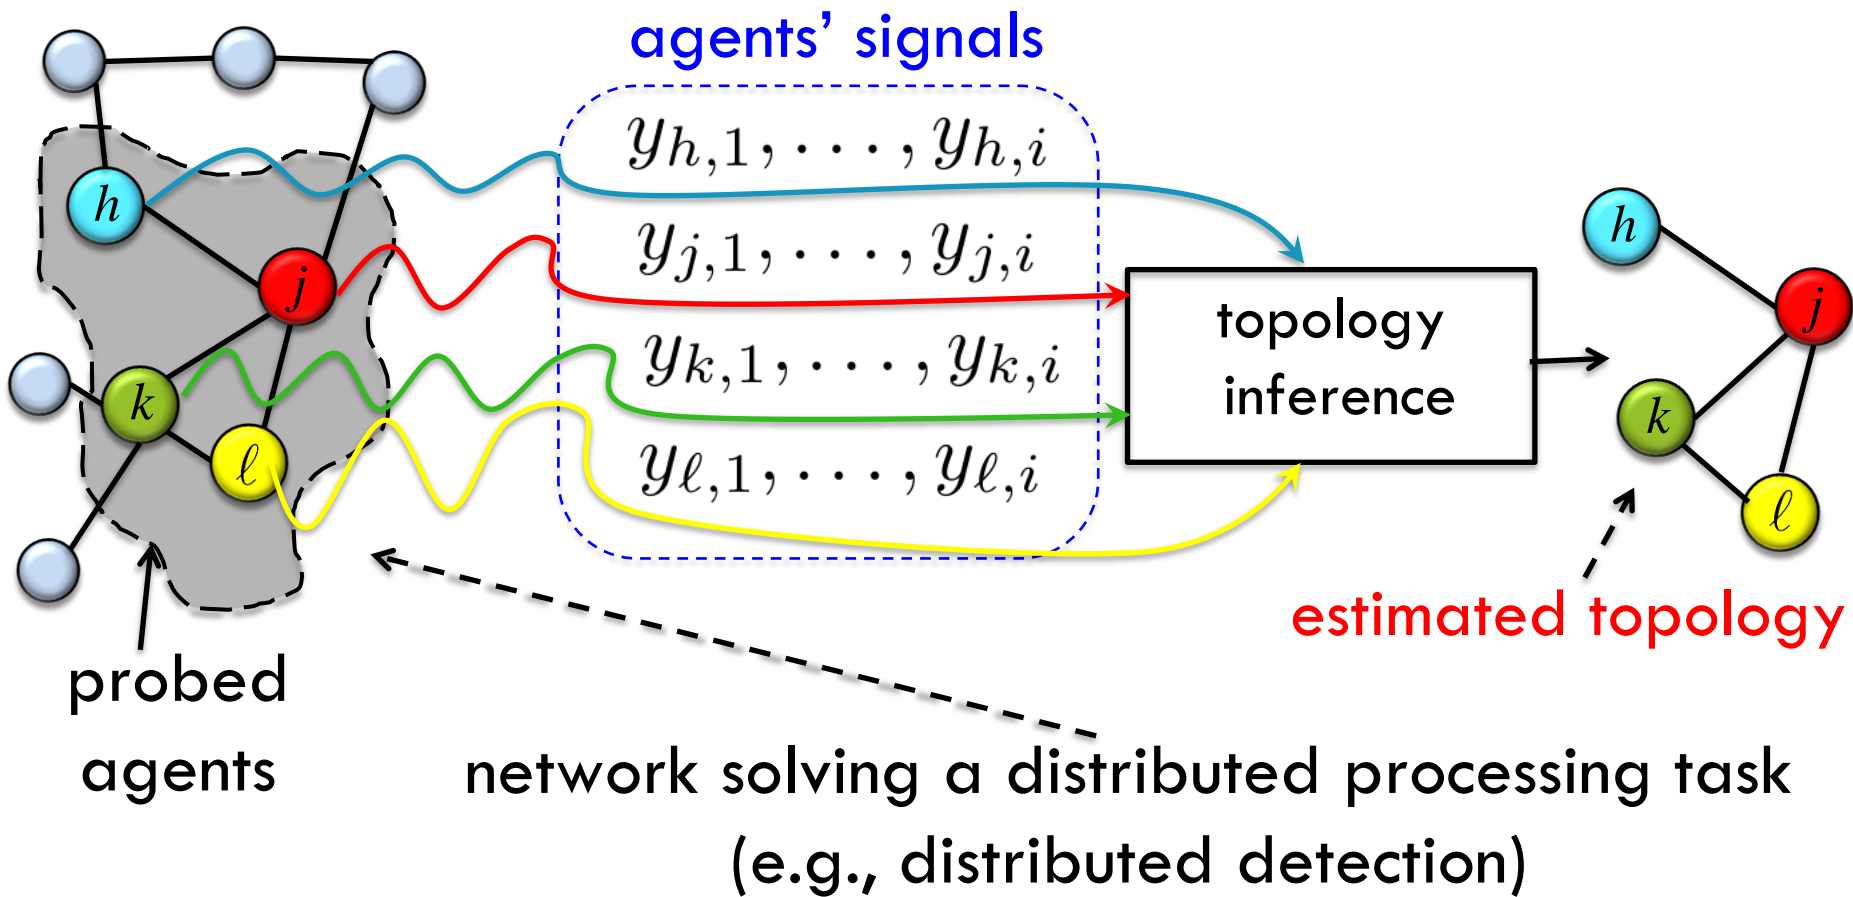 agents’ signals
y_{h,1}, . . . , y_{h,i}
h
h
y_{j,1}, . . . , y_{j,i}
j
j
topology
inference
y_{k,1}, . . . , y_{k,i}
k
k
y_{ℓ,1}, . . . , y_{ℓ,i}
ℓ
ℓ
estimated topology
probed
agents
network solving a distributed processing task
(e.g., distributed detection)